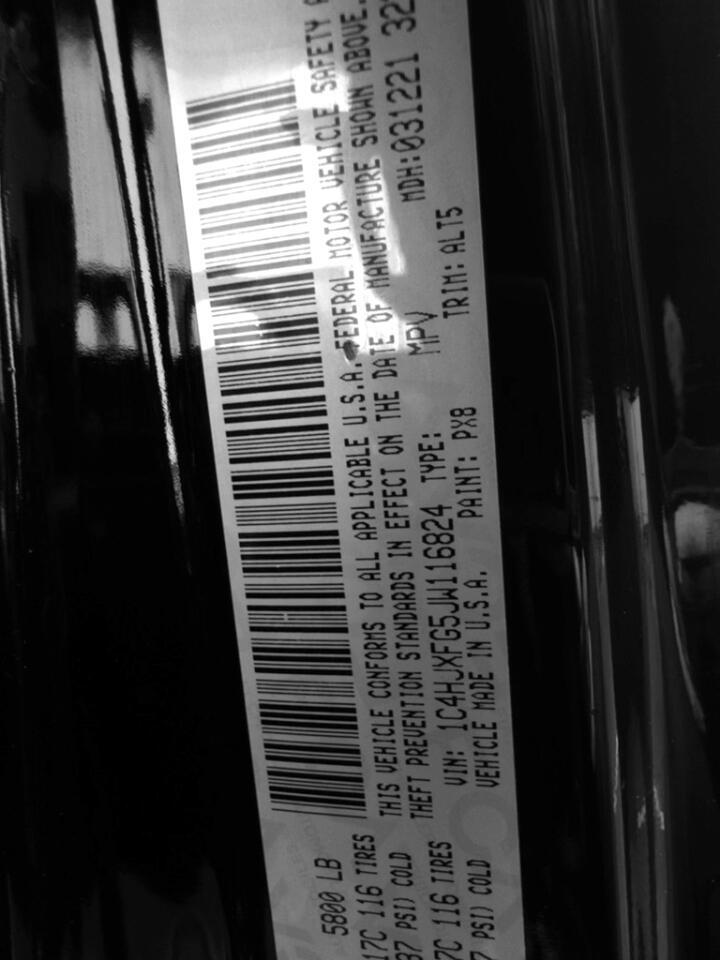 5800 LB
17C 116 TIRES
37 PSI) COLD
7C 116 TIRES
7 PSI) COLD
THIS VEHICLE CONFORMS TO ALL APPLICABLE U.S.A. FEDERAL MOTOR VEHICLE SAFETY
THEFT PREVENTION STANDARDS IN EFFECT ON THE DATE OF MANUFACTURE SHOWN ABOVE.
VIN: 1C4HJXFG5JW116824 TYPE: MPV MDH:031221 32
VEHICLE MADE IN U.S.A. PAINT: PX8 TRIM: ALT5